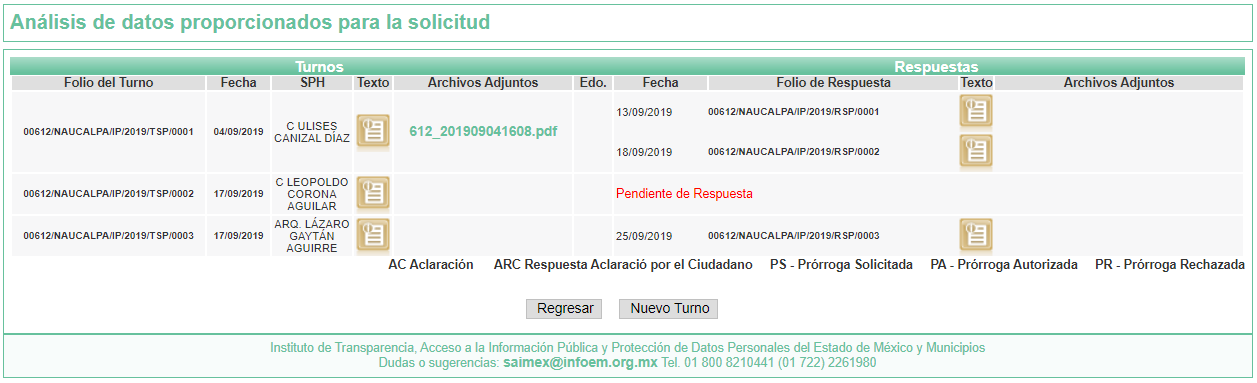 Análisis de datos proporcionados para la solicitud
Turnos Respuestas
Folio del Turno Fecha SPH Texto Archivos Adjuntos Edo. Fecha Folio de Respuesta Texto Archivos Adjuntos
00612/NAUCALPA/IP/2019/TSP/0001 04/09/2019 C ULISES CANIZAL DÍAZ 612_201909041608.pdf
13/09/2019 00612/NAUCALPA/IP/2019/RSP/0001
18/09/2019 00612/NAUCALPA/IP/2019/RSP/0002
00612/NAUCALPA/IP/2019/TSP/0002 17/09/2019 C LEOPOLDO CORONA AGUILAR Pendiente de Respuesta
00612/NAUCALPA/IP/2019/TSP/0003 17/09/2019 ARQ. LÁZARO GAYTÁN AGUIRRE 25/09/2019 00612/NAUCALPA/IP/2019/RSP/0003
AC Aclaración ARC Respuesta Aclaració por el Ciudadano PS - Prórroga Solicitada PA - Prórroga Autorizada PR - Prórroga Rechazada
Regresar Nuevo Turno
Instituto de Transparencia, Acceso a la Información Pública y Protección de Datos Personales del Estado de México y Municipios
Dudas o sugerencias: saimex@infoem.org.mx Tel. 01 800 8210441 (01 722) 2261980